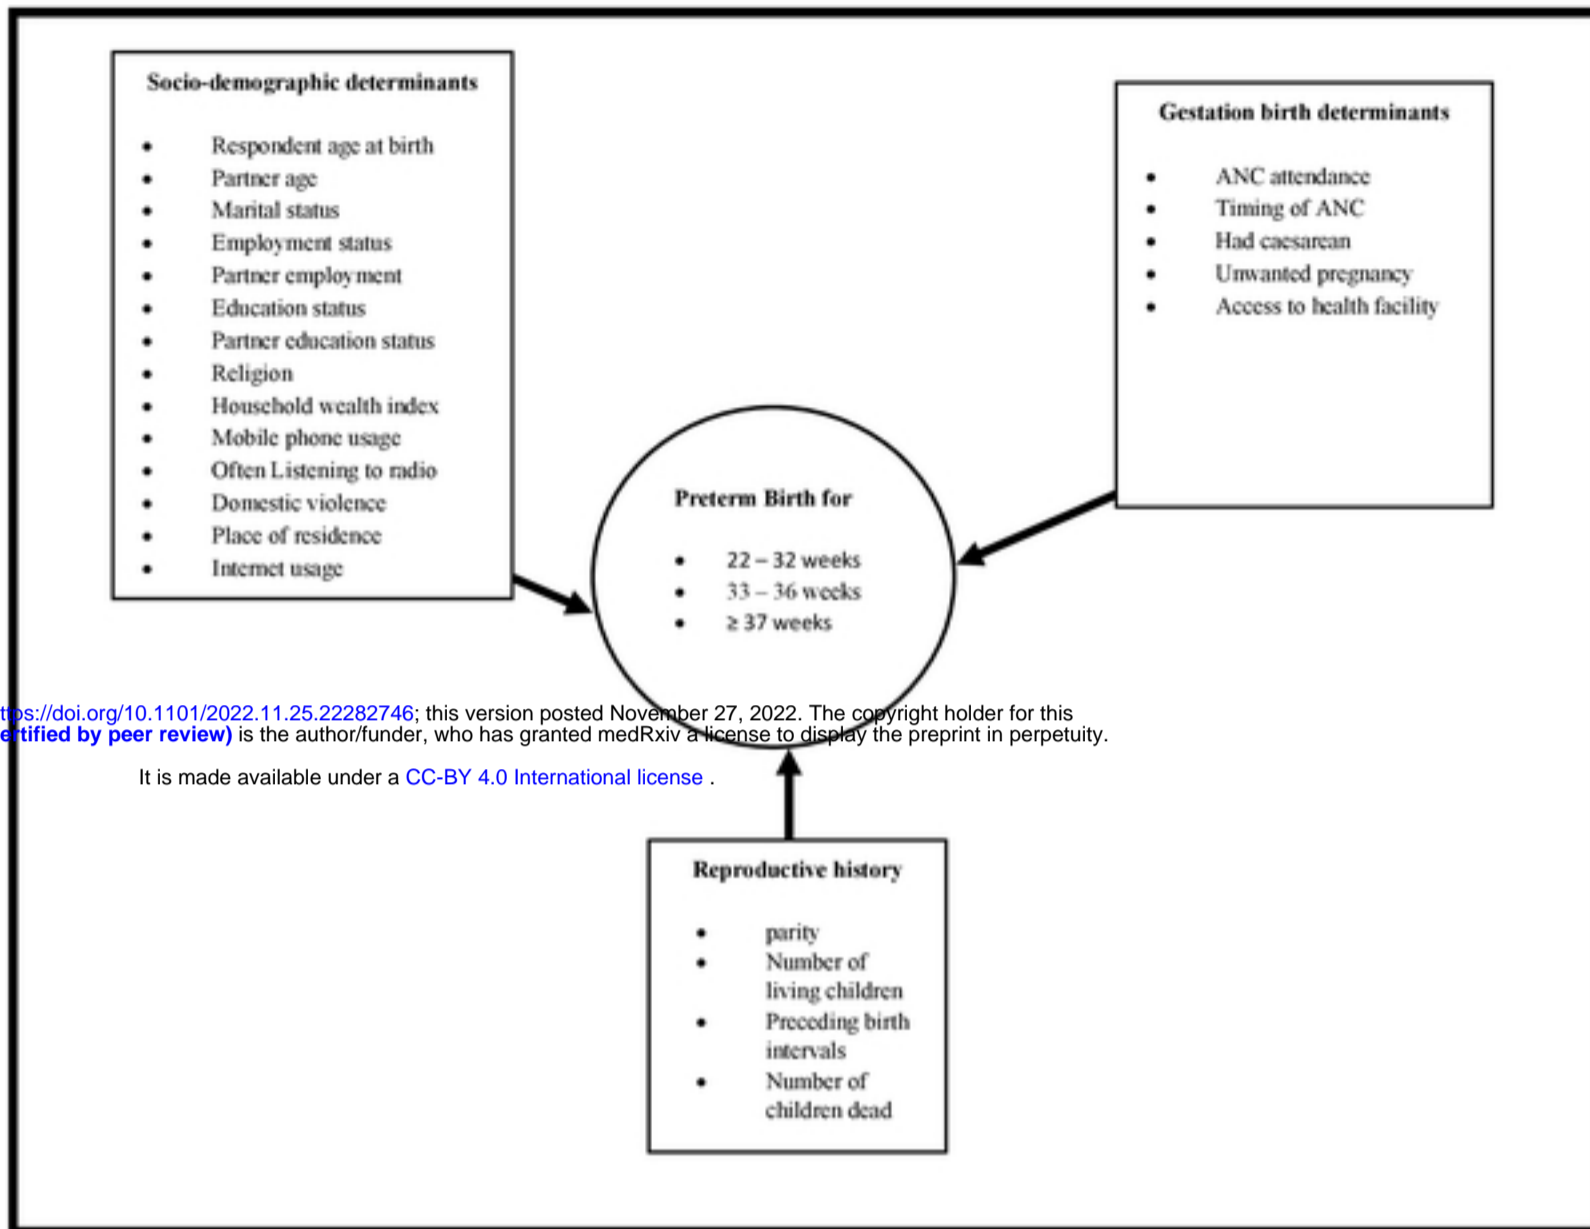 Socio-demographic determinants
• Respondent age at birth
• Partner age
• Marital status
• Employment status
• Partner employment
• Education status
• Partner education status
• Religion
• Household wealth index
• Mobile phone usage
• Often Listening to radio
• Domestic violence
• Place of residence
• Internet usage
Gestation birth determinants
• ANC attendance
• Timing of ANC
• Had caesarean
• Unwanted pregnancy
• Access to health facility
Preterm Birth for
• 22 – 32 weeks
• 33 – 36 weeks
• ≥ 37 weeks
ttps://doi.org/10.1101/2022.11.25.22282746; this version posted November 27, 2022. The copyright holder for this
ertified by peer review) is the author/funder, who has granted medRxiv a license to display the preprint in perpetuity.
It is made available under a CC-BY 4.0 International license .
Reproductive history
• parity
• Number of
living children
• Preceding birth
intervals
• Number of
children dead